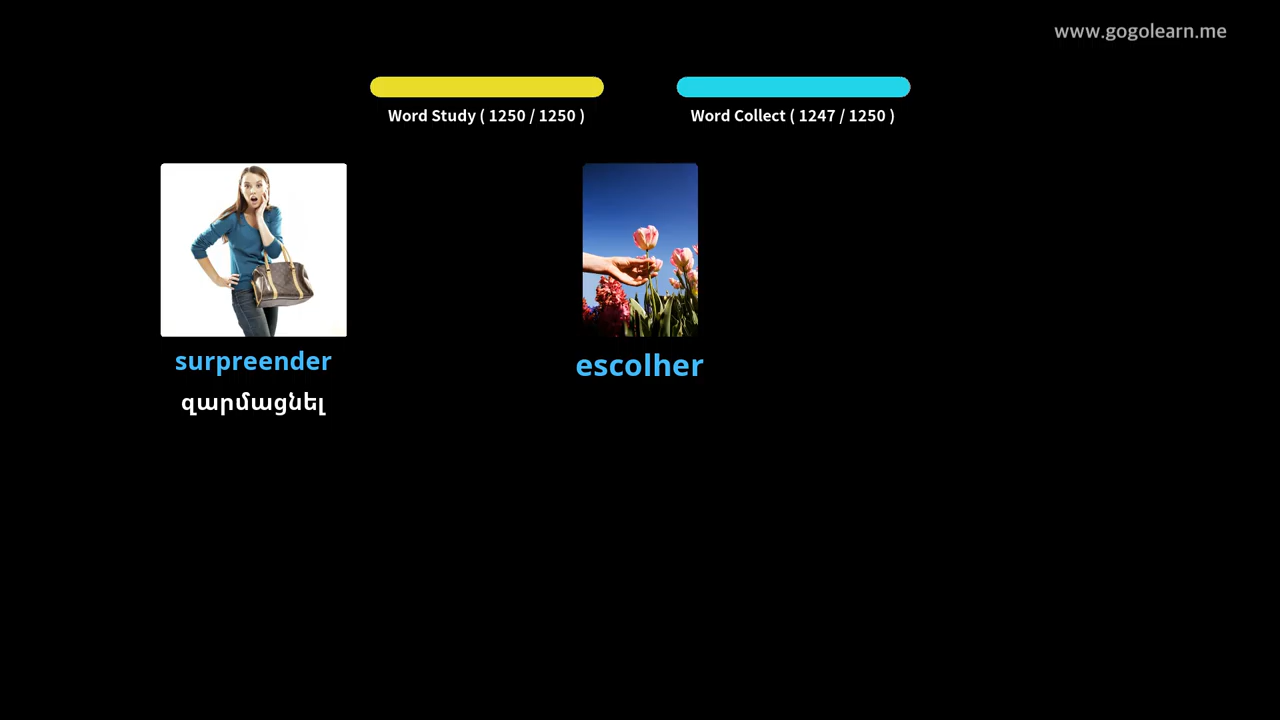 www.gogolearn.me
Word Study ( 1250 / 1250 )
Word Collect ( 1247 / 1250 )
surpreender
զարմացնել
escolher